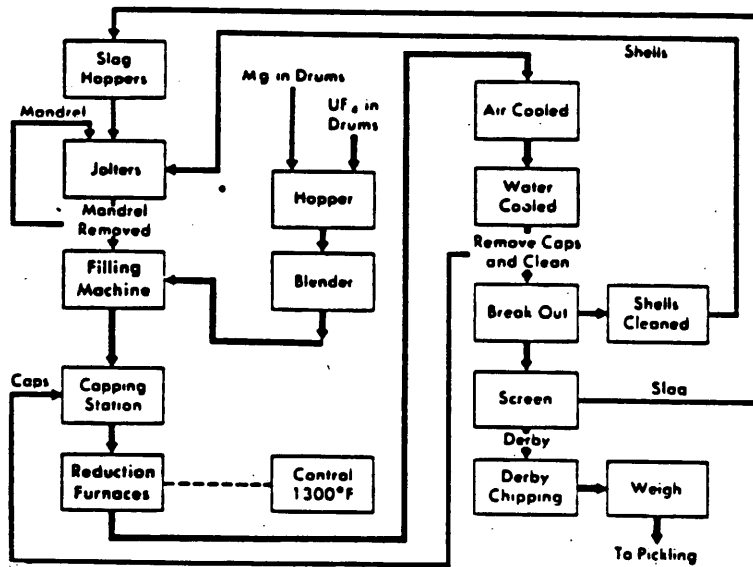 Slag
Hoppers
Mandrel
Jolters
Mandrel
Removed
Filling
Machine
Caps
Capping
Station
Reduction
Furnaces
Control
1300°F
Mg in Drums
UF4 in
Drums
Hopper
Blender
Shells
Air Cooled
Water
Cooled
Remove Caps
and Clean
Break Out
Shells
Cleaned
Screen
Slag
Derby
Derby
Chipping
Weigh
To Pickling